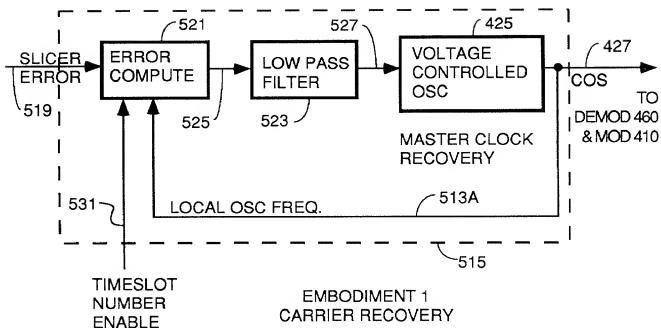 521
527
425
427
SLICER
ERROR
519
ERROR
COMPUTE
525
LOW PASS
FILTER
523
VOLTAGE
CONTROLLED
OSC
COS
TO
DEMOD 460
& MOD 410
MASTER CLOCK
RECOVERY
531
LOCAL OSC FREQ.
513A
515
TIMESLOT
NUMBER
ENABLE
EMBODIMENT 1
CARRIER RECOVERY